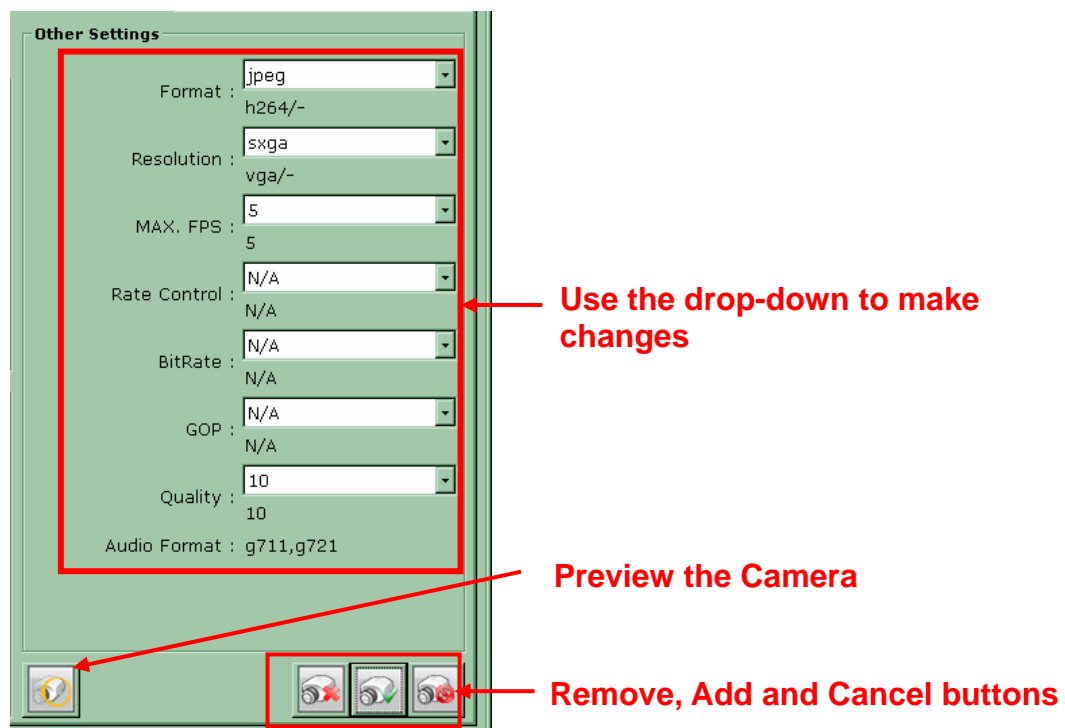 Other Settings
Format : jpeg
h264/-
Resolution : sxga
vga/-
MAX. FPS : 5
5
Rate Control : N/A
N/A
BitRate : N/A
N/A
GOP : N/A
N/A
Quality : 10
10
Audio Format : g711,g721
Use the drop-down to make
changes
Preview the Camera
Remove, Add and Cancel buttons